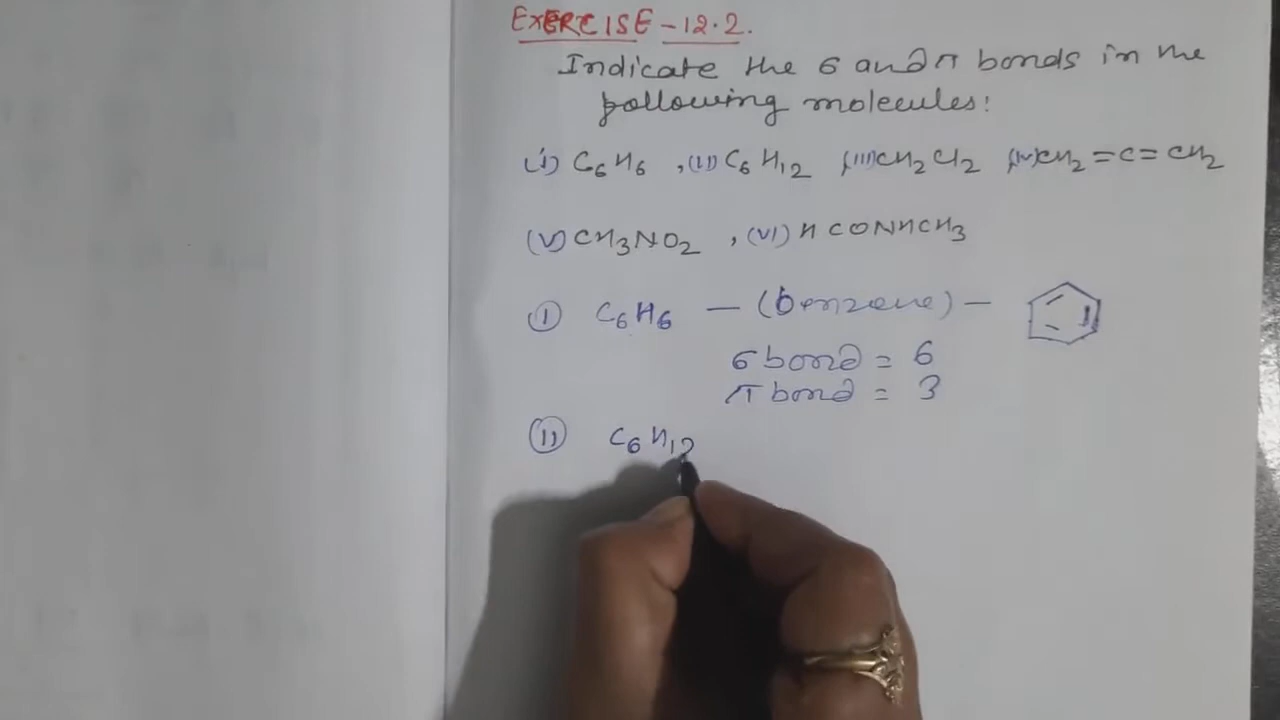 EXERCISE - 12.2.
Indicate the σ and π bonds in the
following molecules:
(i) C6H6 , (ii) C6H12 , (iii) CH2Cl2 , (iv) CH2=C=CH2
(v) CH3NO2 , (vi) HCONHCH3
(i) C6H6 — (benzene) —
σ bond = 6
π bond = 3
(ii) C6H12